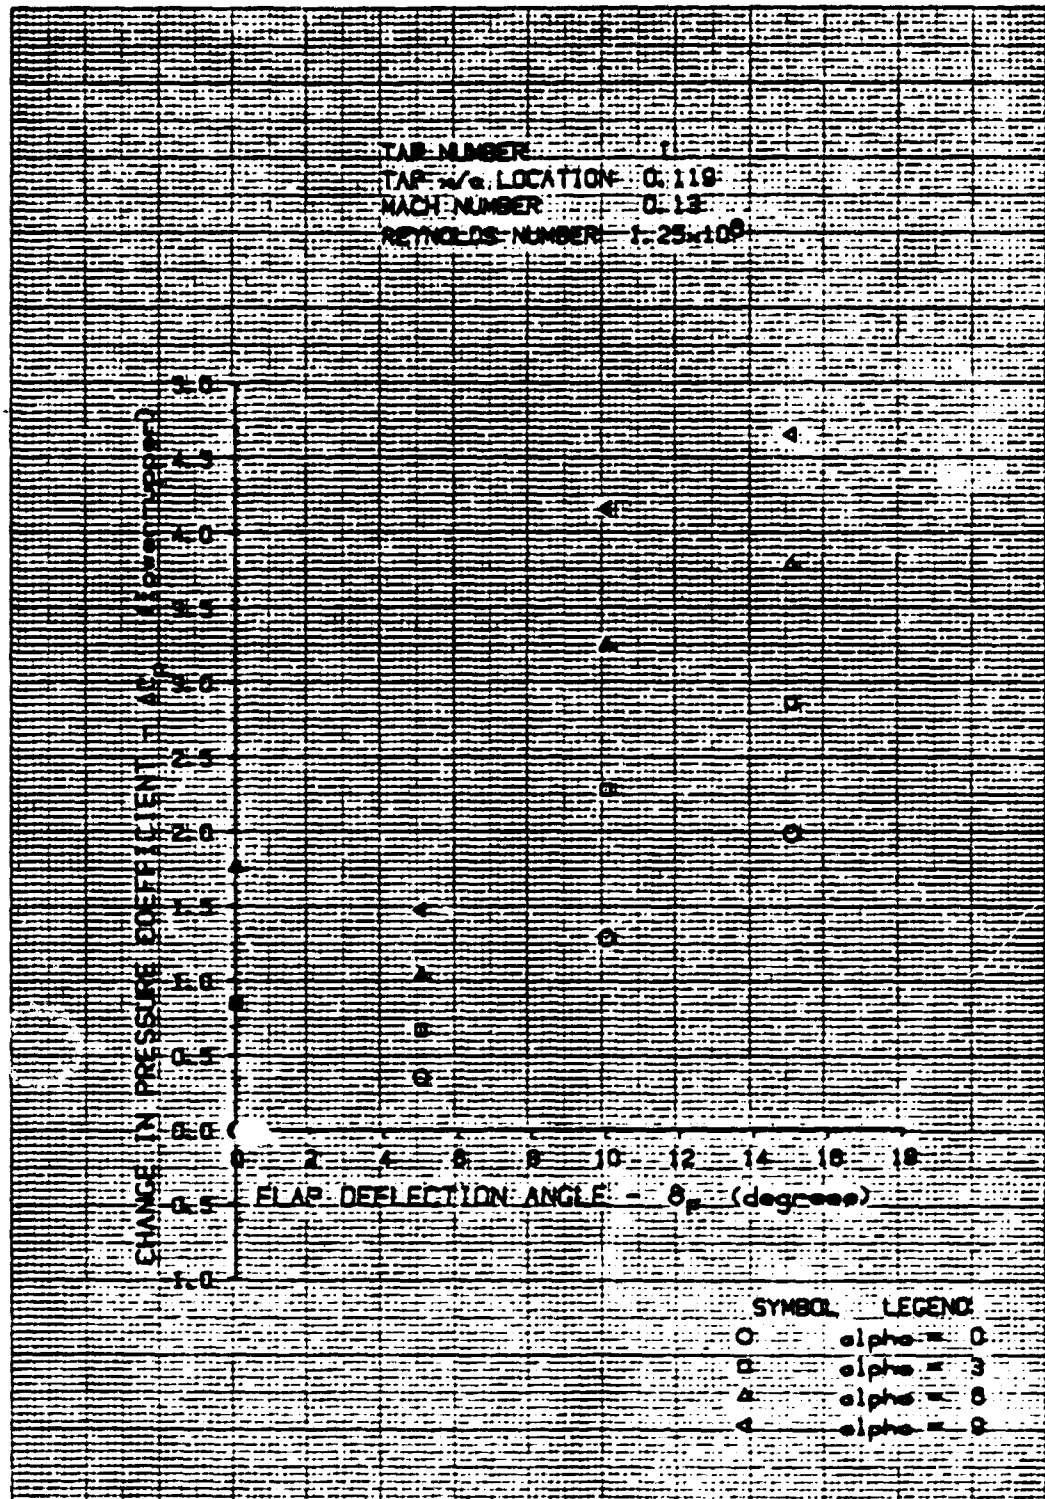 TAP NUMBER 1
TAP x/c LOCATION 0.119
MACH NUMBER 0.13
REYNOLDS NUMBER 1.25x10
CHANGE IN PRESSURE COEFFICIENT - ΔCp (lower-upper)
5.0
4.5
4.0
3.5
3.0
2.5
2.0
1.5
1.0
0.5
0.0
0.5
1.0
0 2 4 6 8 10 12 14 16 18
FLAP DEFLECTION ANGLE - δF (degrees)
SYMBOL LEGEND
alpha = 0
alpha = 3
alpha = 6
alpha = 9